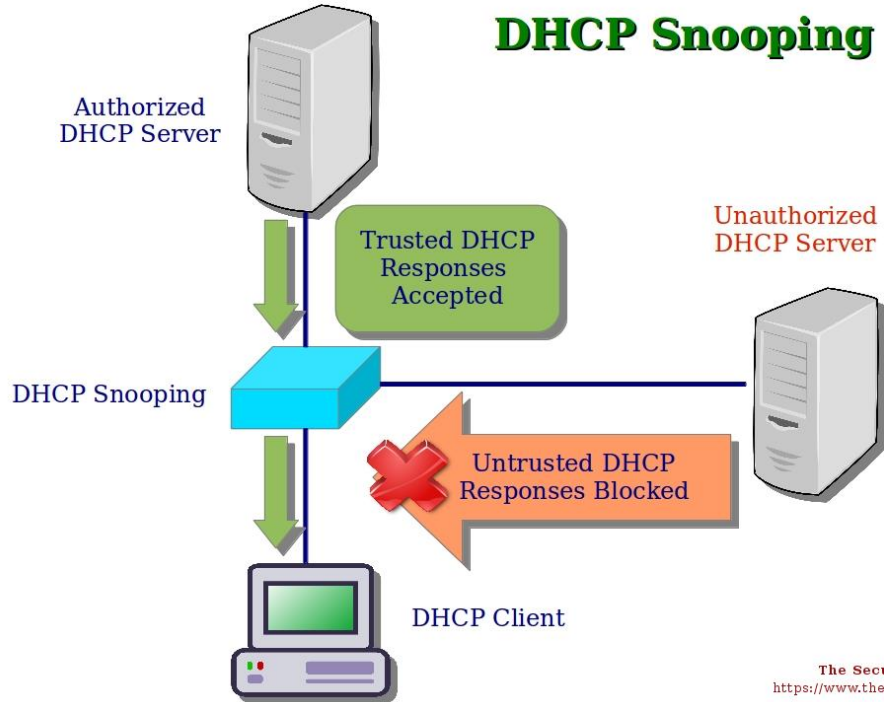 DHCP Snooping
Authorized
DHCP Server
Trusted DHCP
Responses
Accepted
Unauthorized
DHCP Server
DHCP Snooping
Untrusted DHCP
Responses Blocked
DHCP Client
The Secu
https://www.the